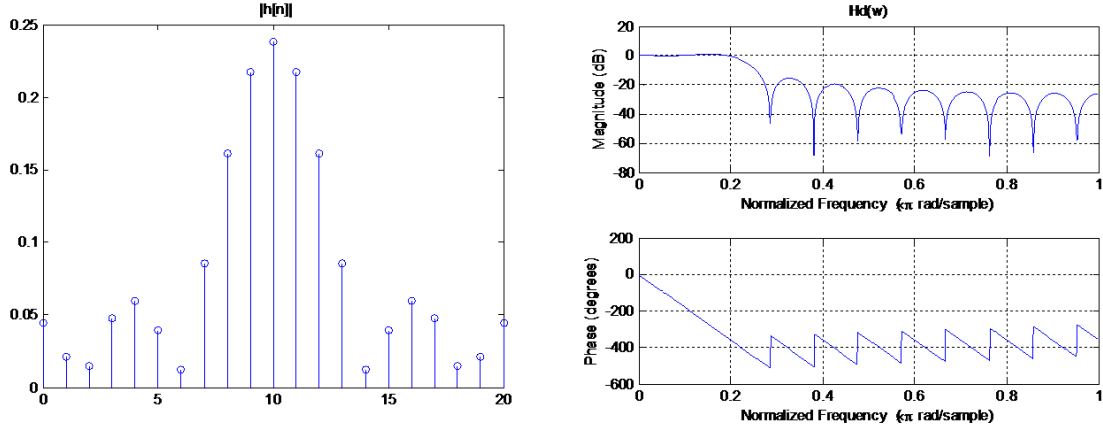 |h[n]|
0.25
0.2
0.15
0.1
0.05
0
0 5 10 15 20
Hd(w)
Magnitude (dB)
20
0
-20
-40
-60
-80
0 0.2 0.4 0.6 0.8 1
Normalized Frequency (×π rad/sample)
Phase (degrees)
200
0
-200
-400
-600
0 0.2 0.4 0.6 0.8 1
Normalized Frequency (×π rad/sample)